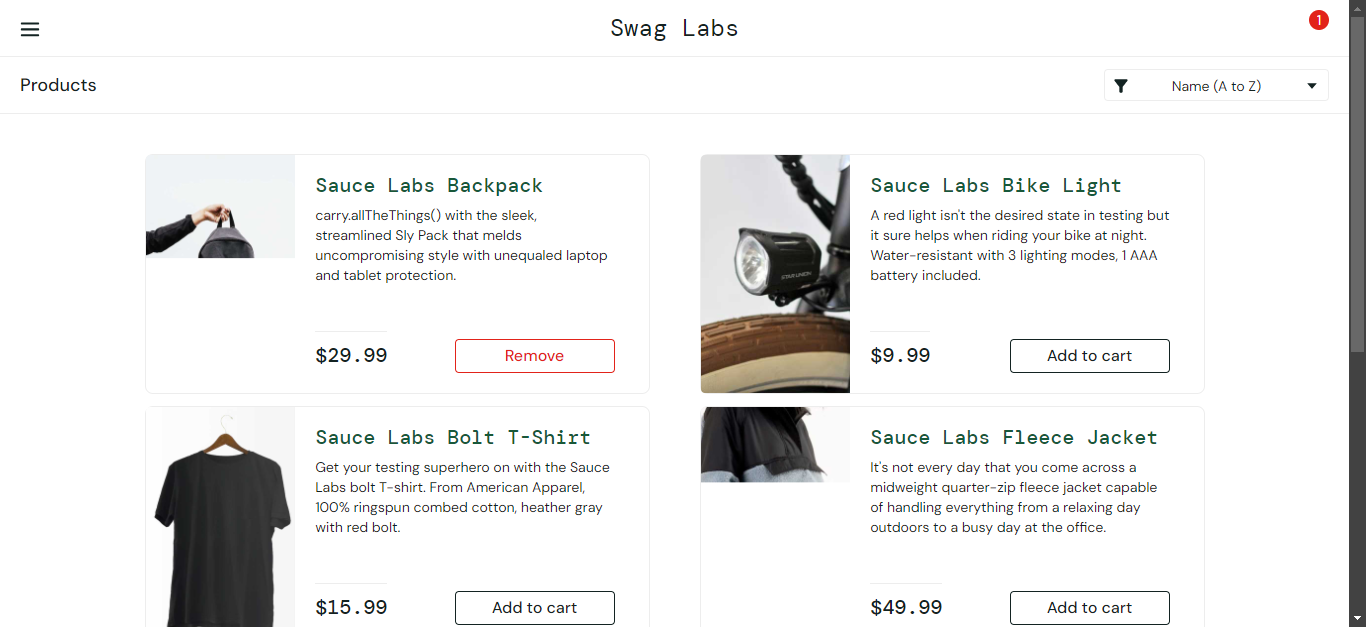 Swag Labs
1
Products
Name (A to Z)
Sauce Labs Backpack
carry.allTheThings() with the sleek,
streamlined Sly Pack that melds
uncompromising style with unequaled laptop
and tablet protection.
$29.99
Remove
Sauce Labs Bike Light
A red light isn't the desired state in testing but
it sure helps when riding your bike at night.
Water-resistant with 3 lighting modes, 1 AAA
battery included.
$9.99
Add to cart
STAR UNION
Sauce Labs Bolt T-Shirt
Get your testing superhero on with the Sauce
Labs bolt T-shirt. From American Apparel,
100% ringspun combed cotton, heather gray
with red bolt.
$15.99
Add to cart
Sauce Labs Fleece Jacket
It's not every day that you come across a
midweight quarter-zip fleece jacket capable
of handling everything from a relaxing day
outdoors to a busy day at the office.
$49.99
Add to cart